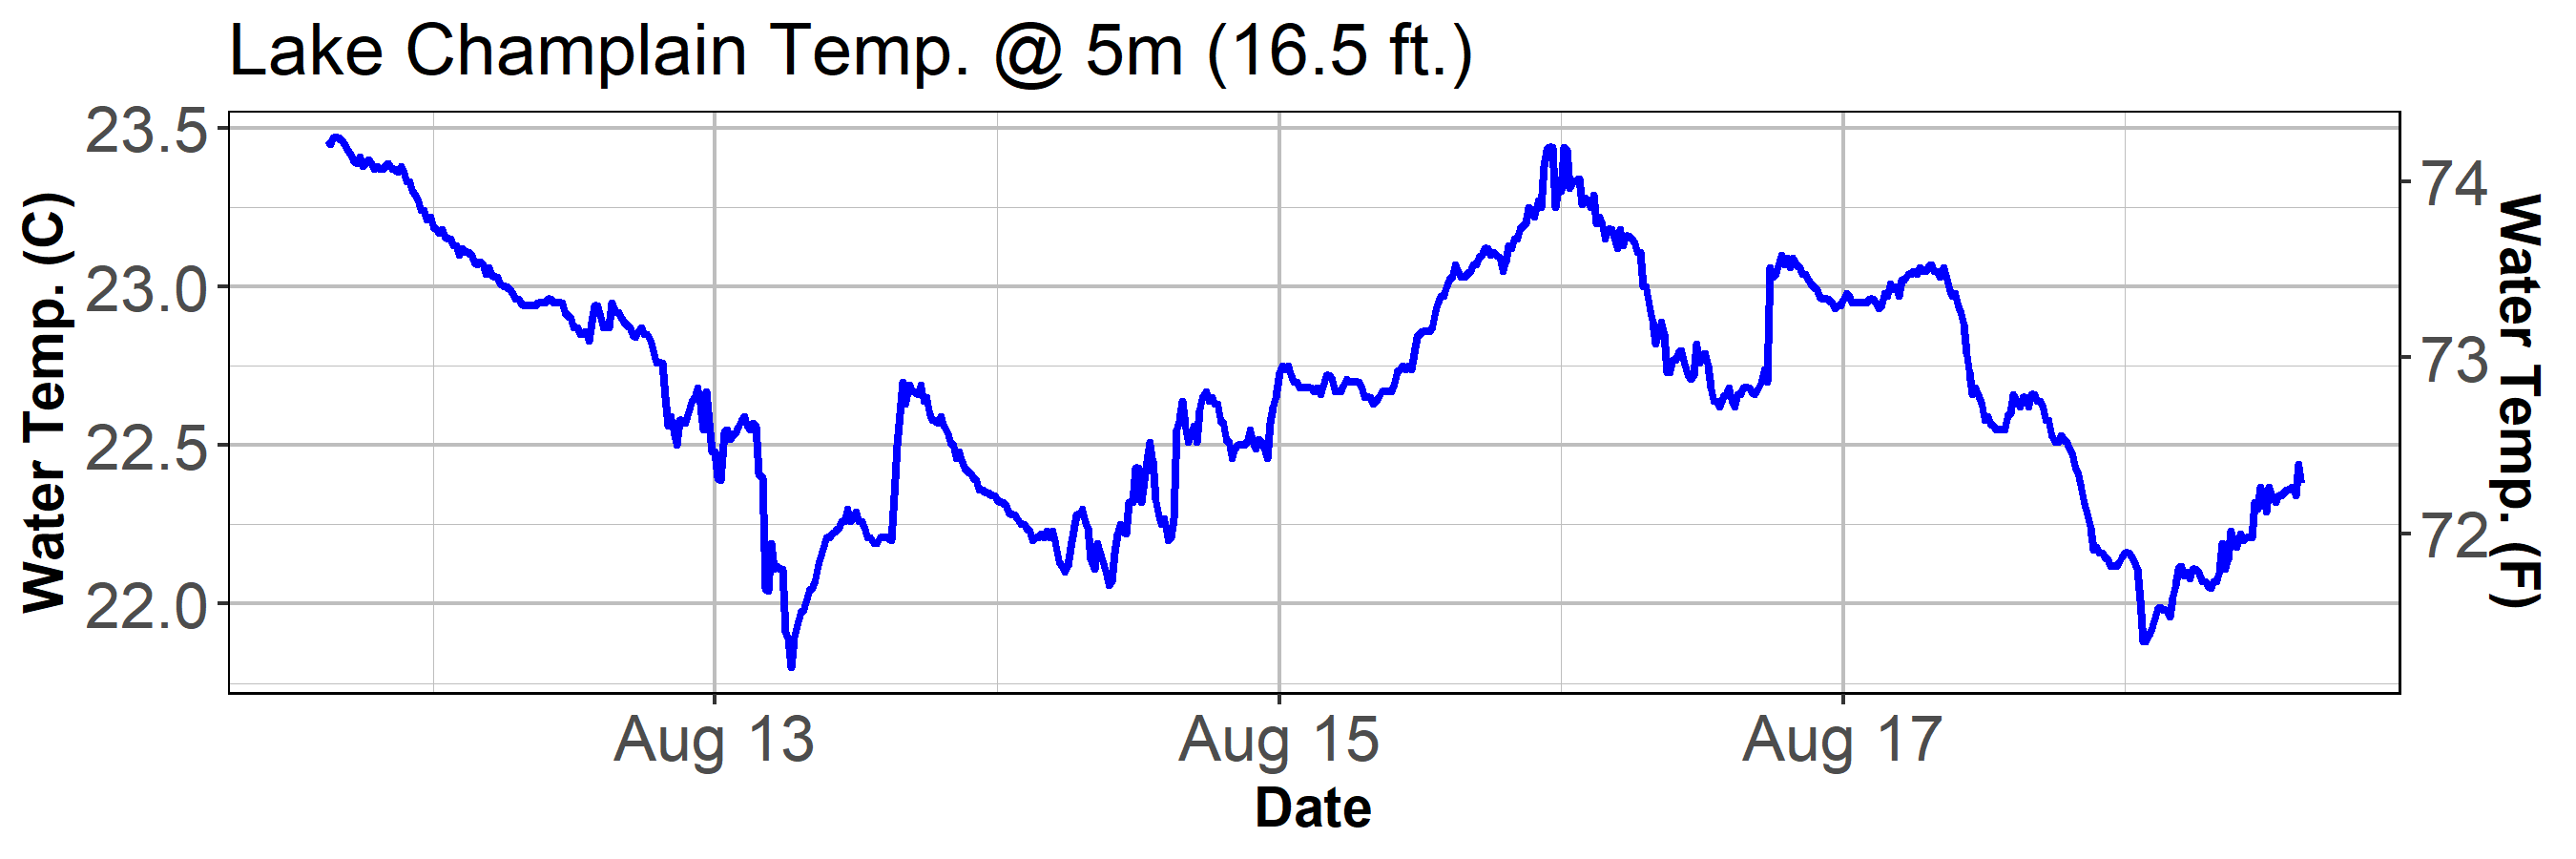 Lake Champlain Temp. @ 5m (16.5 ft.)
Water Temp. (C)
23.5
23.0
22.5
22.0
74
73
72
Water Temp. (F)
Aug 13
Aug 15
Aug 17
Date